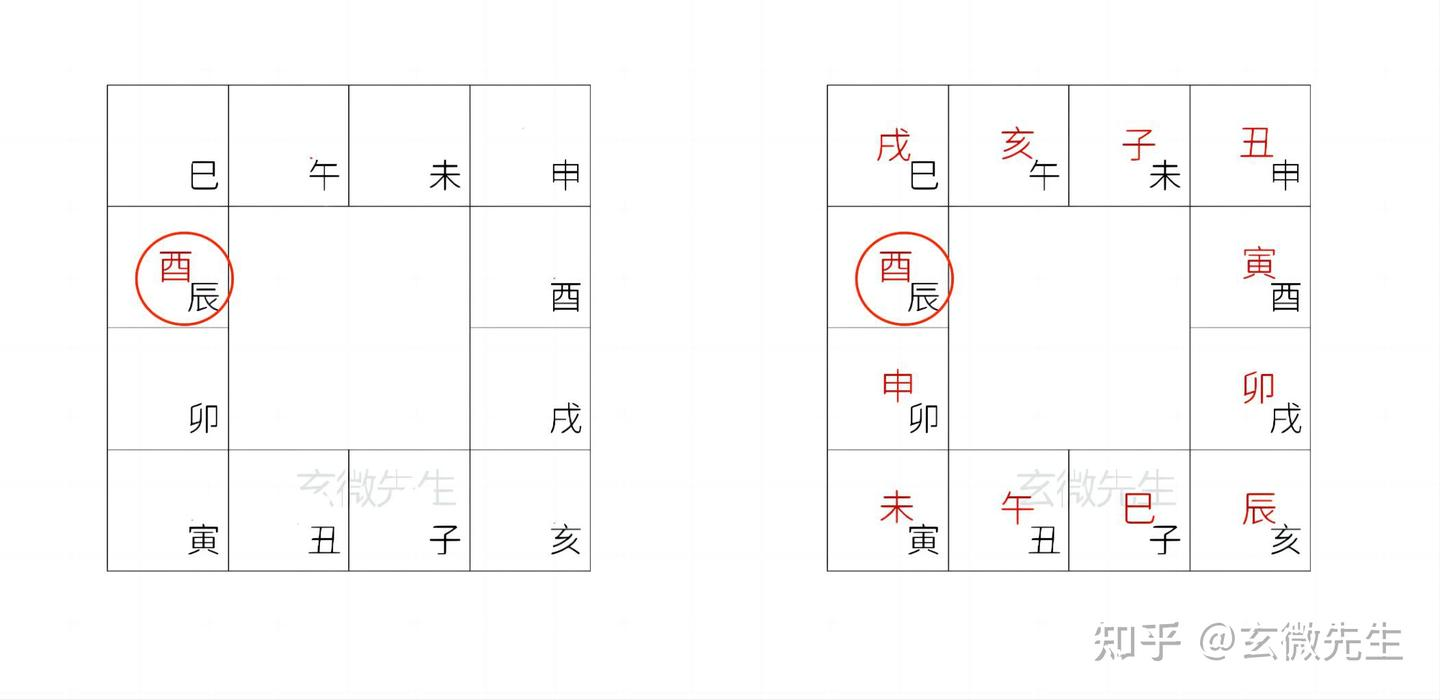 巳 午 未 申
酉 辰 酉
卯 戌
玄微先生
寅 丑 子 亥
戌 巳 亥 午 子 未 丑 申
酉 辰 寅 酉
申 卯 卯 戌
玄微先生
未 寅 午 丑 巳 子 辰 亥
知乎 @玄微先生